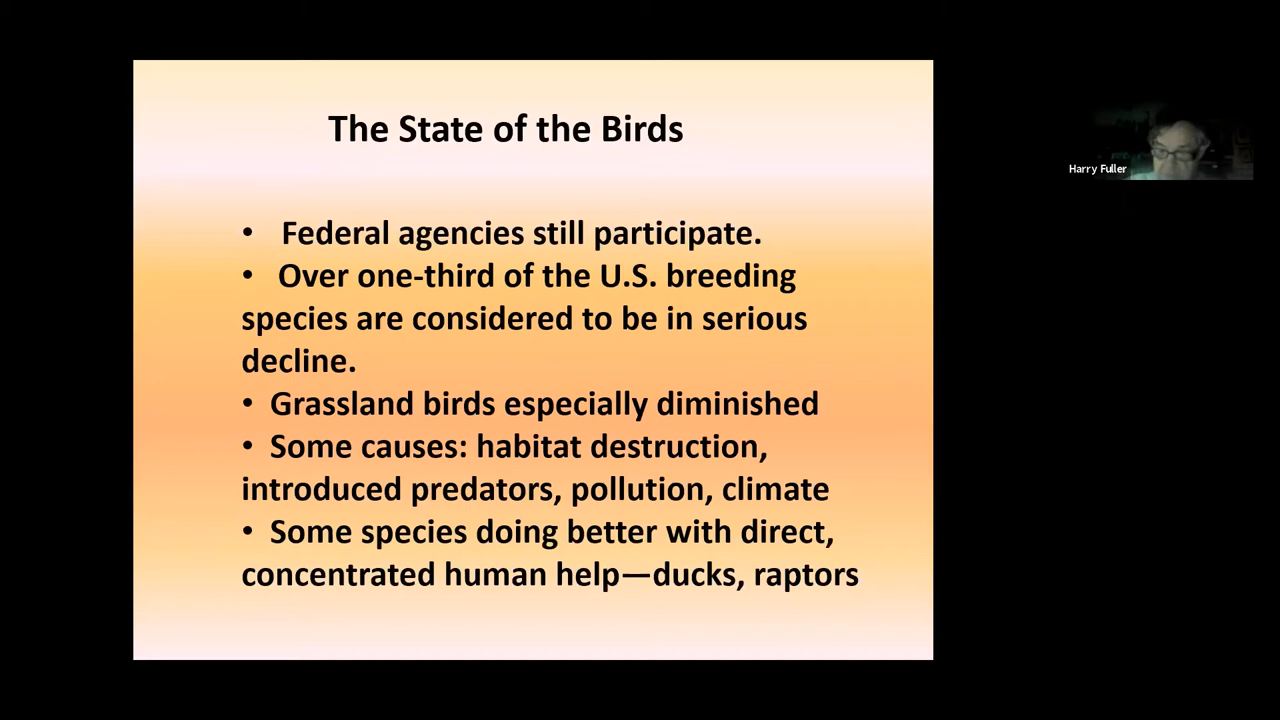 The State of the Birds
• Federal agencies still participate.
• Over one-third of the U.S. breeding
species are considered to be in serious
decline.
• Grassland birds especially diminished
• Some causes: habitat destruction,
introduced predators, pollution, climate
• Some species doing better with direct,
concentrated human help—ducks, raptors
Harry Fuller